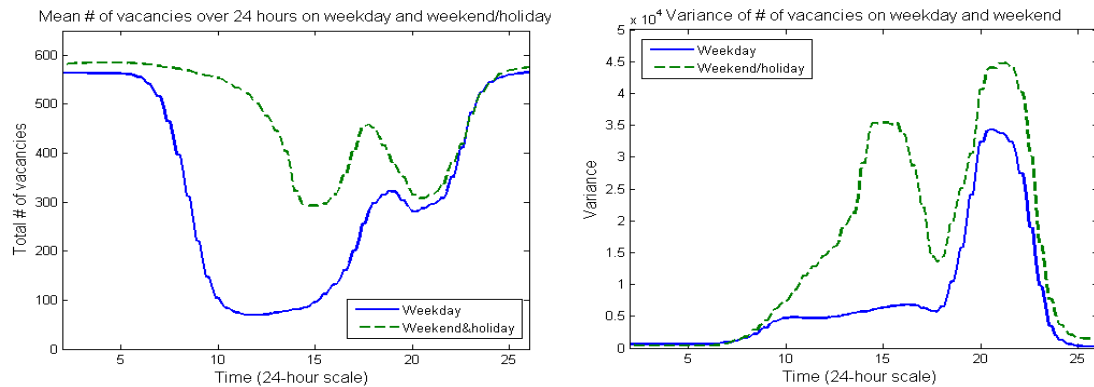 Mean # of vacancies over 24 hours on weekday and weekend/holiday
600
500
400
300
200
100
0
Total # of vacancies
5
10
15
20
25
Time (24-hour scale)
Weekday
Weekend&holiday
x 10^4 Variance of # of vacancies on weekday and weekend
5
4.5
4
3.5
3
2.5
2
1.5
1
0.5
0
Variance
5
10
15
20
25
Time (24-hour scale)
Weekday
Weekend/holiday